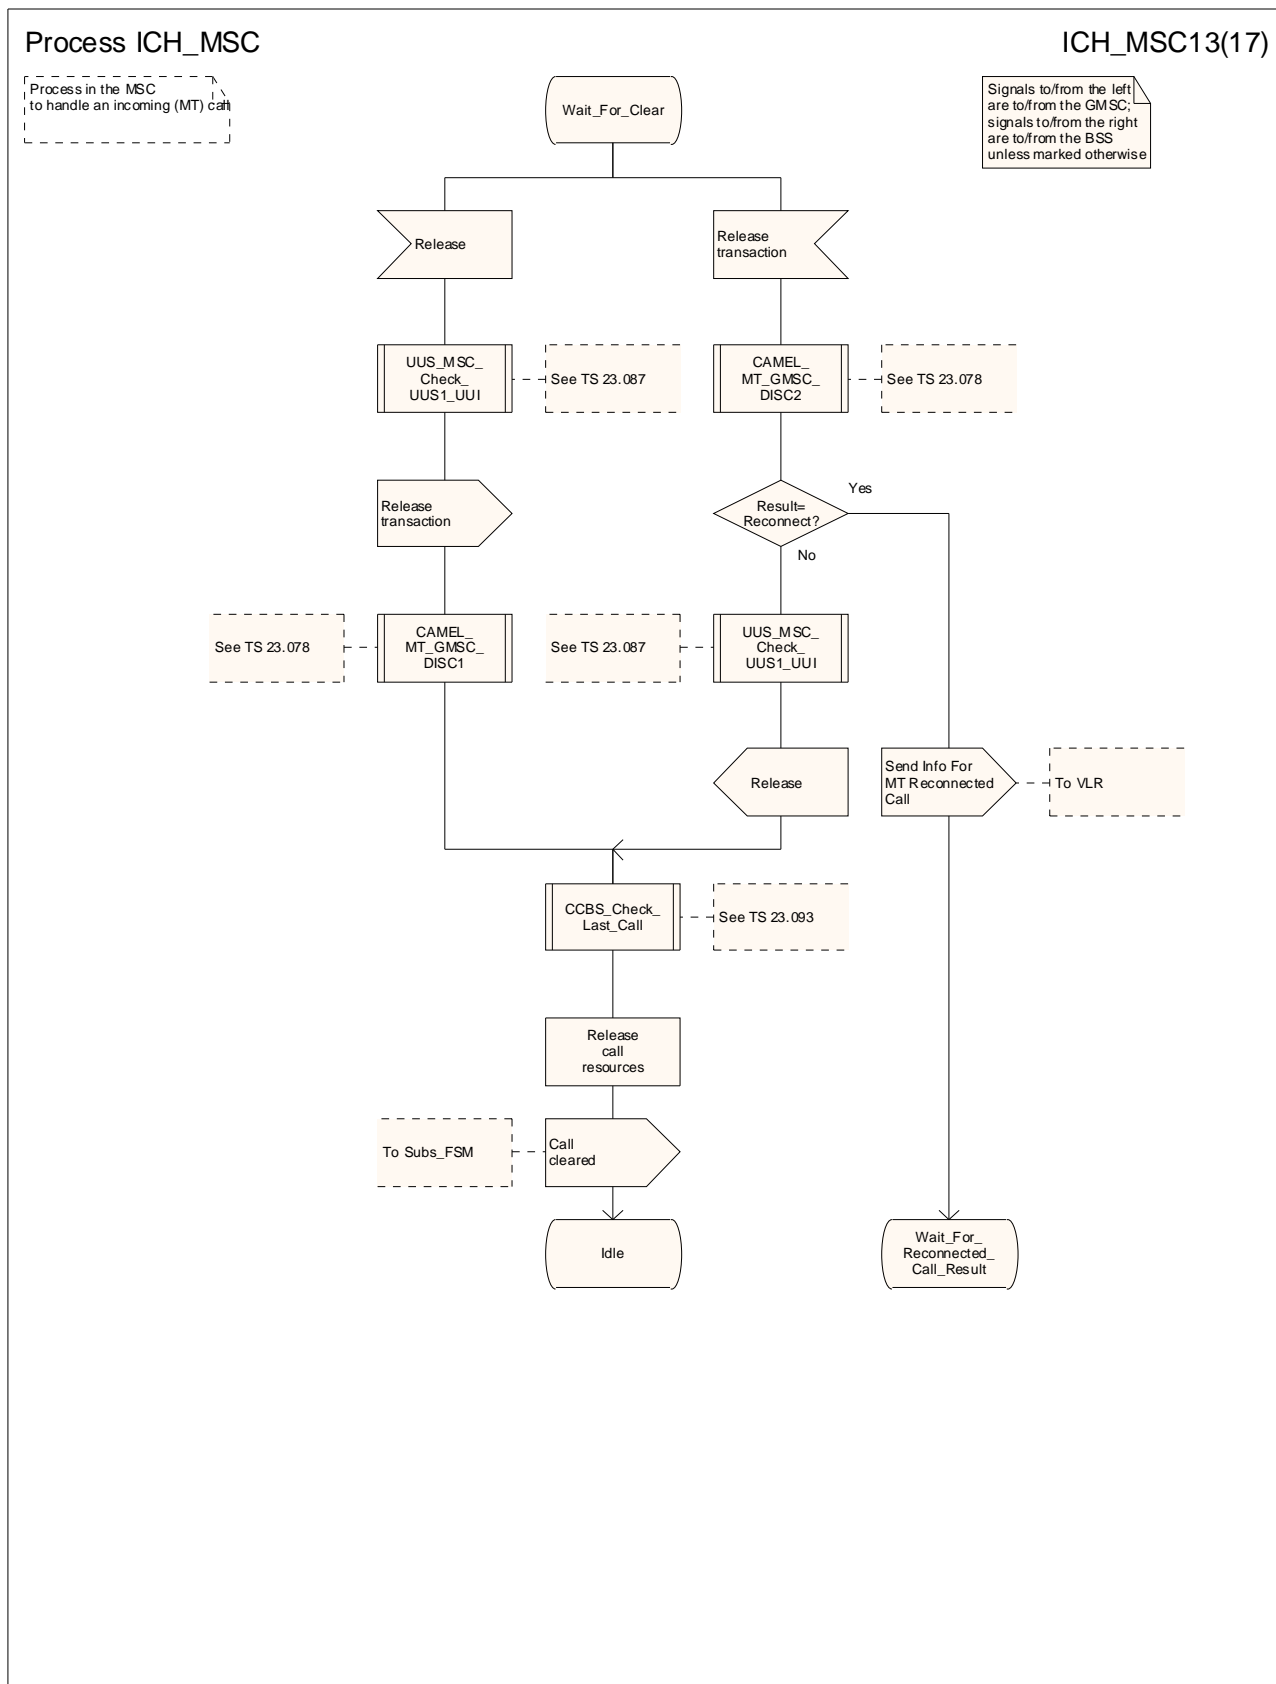 Process ICH_MSC
ICH_MSC13(17)
Process in the MSC
to handle an incoming (MT) call
Signals to/from the left
are to/from the GMSC;
signals to/from the right
are to/from the BSS
unless marked otherwise
Wait_For_Clear
Release
Release
transaction
UUS_MSC_
Check_
UUS1_UUI
See TS 23.087
CAMEL_
MT_GMSC_
DISC2
See TS 23.078
Release
transaction
Result=
Reconnect?
Yes
No
See TS 23.078
CAMEL_
MT_GMSC_
DISC1
See TS 23.087
UUS_MSC_
Check_
UUS1_UUI
Release
Send Info For
MT Reconnected
Call
To VLR
CCBS_Check_
Last_Call
See TS 23.093
Release
call
resources
To Subs_FSM
Call
cleared
Idle
Wait_For_
Reconnected_
Call_Result